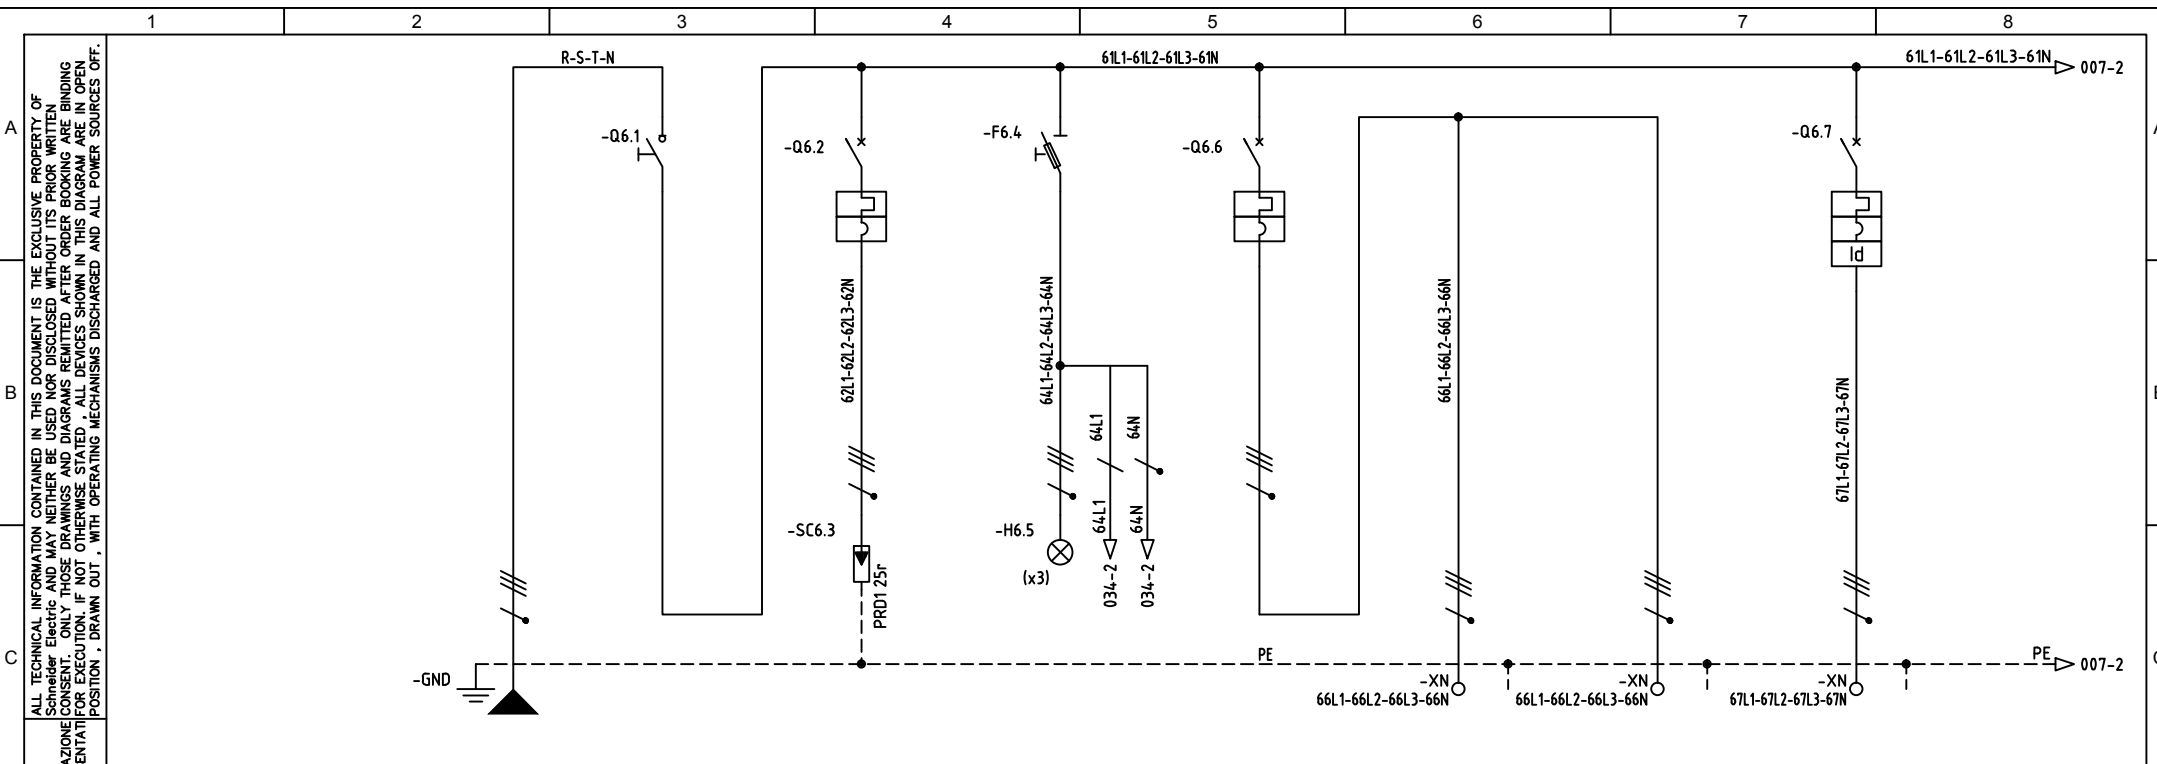 1 2 3 4 5 6 7 8
A
B
C
ALL TECHNICAL INFORMATION CONTAINED IN THIS DOCUMENT IS THE EXCLUSIVE PROPERTY OF
Schneider Electric AND MAY NEITHER BE USED NOR DISCLOSED WITHOUT ITS PRIOR WRITTEN
CONSENT. ONLY THOSE DRAWINGS AND DIAGRAMS REMITTED AFTER ORDER BOOKING ARE BINDING
FOR EXECUTION. IF NOT OTHERWISE STATED , ALL DEVICES SHOWN IN THIS DIAGRAM ARE IN OPEN
POSITION , DRAWN OUT , WITH OPERATING MECHANISMS DISCHARGED AND ALL POWER SOURCES OFF.
AZIONE
ENTATI
R-S-T-N
61L1-61L2-61L3-61N
61L1-61L2-61L3-61N
007-2
-Q6.1
-Q6.2
-F6.4
-Q6.6
-Q6.7
Id
62L1-62L2-62L3-62N
64L1-64L2-64L3-64N
64L1
64N
66L1-66L2-66L3-66N
67L1-67L2-67L3-67N
-SC6.3
PRD1 25r
-H6.5
(x3)
64L1
64N
034-2
034-2
-GND
PE
PE
007-2
-XN
66L1-66L2-66L3-66N
-XN
66L1-66L2-66L3-66N
-XN
67L1-67L2-67L3-67N